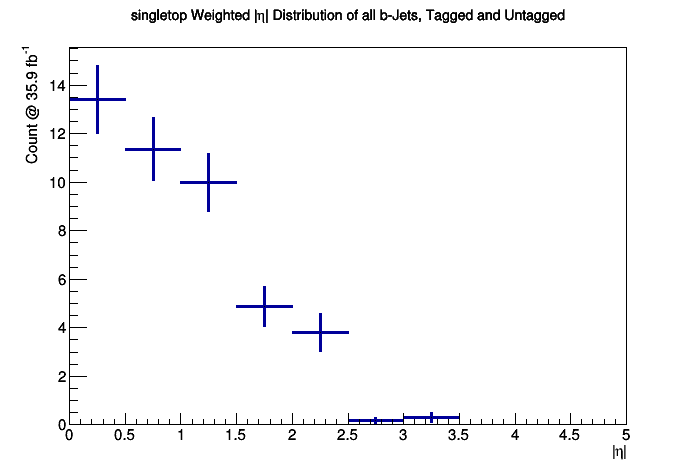 singletop Weighted |η| Distribution of all b-Jets, Tagged and Untagged
Count @ 35.9 fb⁻¹
14
12
10
8
6
4
2
0
0 0.5 1 1.5 2 2.5 3 3.5 4 4.5 5
|η|